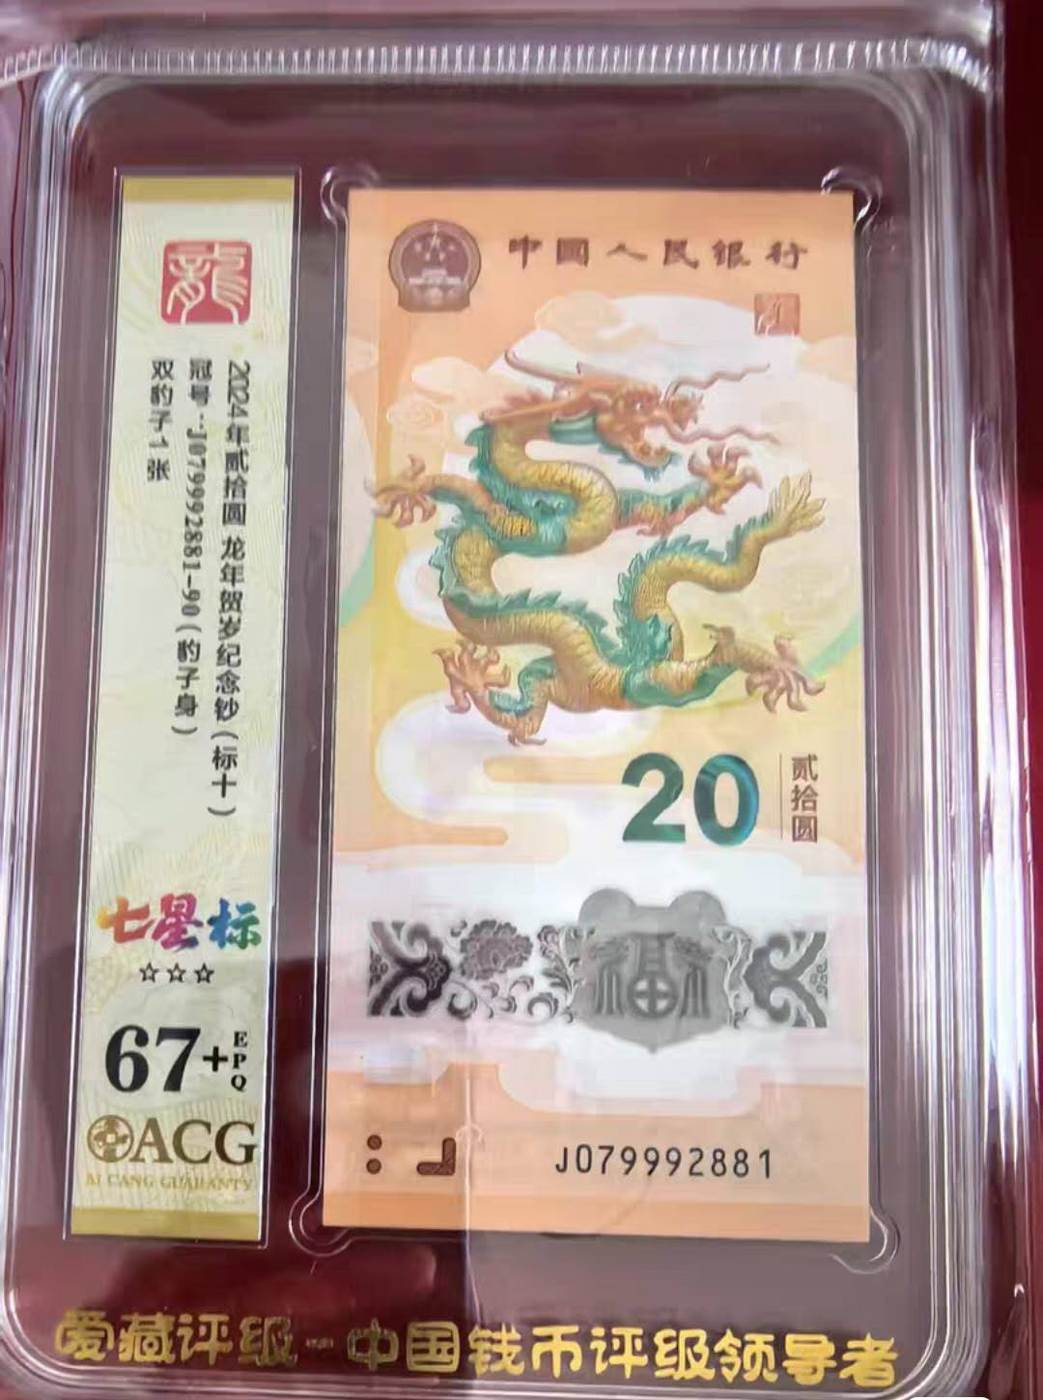 龍
2024年贰拾圆 龙年贺岁纪念钞(标十)
冠号:J079992881-90(豹子身)
双豹子1张
七星标
☆☆☆
67+
EPQ
ACG
AI CANG GUARANTY
中國人民银行
20
贰拾圆
福
J079992881
爱藏评级-中国钱币评级领导者